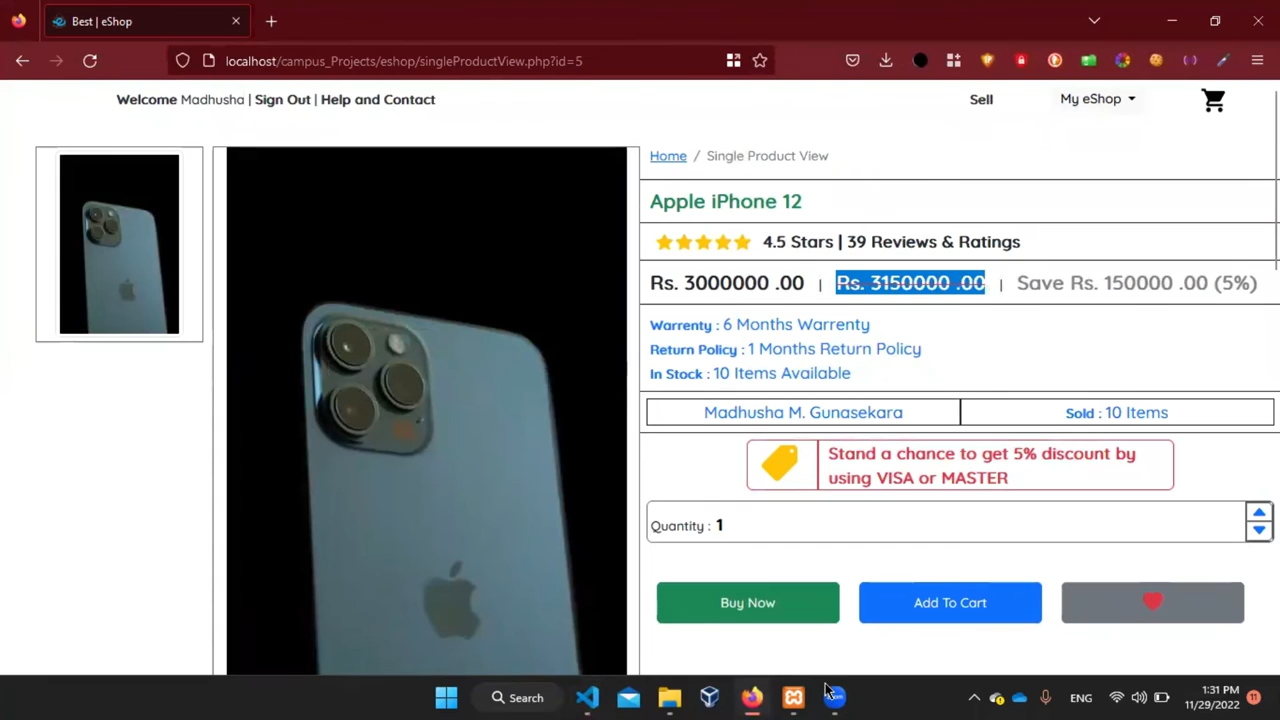 Best | eShop
localhost/campus_Projects/eshop/singleProductView.php?id=5
Welcome Madhusha | Sign Out | Help and Contact
Sell
My eShop
Home / Single Product View
Apple iPhone 12
4.5 Stars | 39 Reviews & Ratings
Rs. 3000000 .00 | Rs. 3150000 .00 | Save Rs. 150000 .00 (5%)
Warrenty : 6 Months Warrenty
Return Policy : 1 Months Return Policy
In Stock : 10 Items Available
Madhusha M. Gunasekara
Sold : 10 Items
Stand a chance to get 5% discount by
using VISA or MASTER
Quantity : 1
Buy Now
Add To Cart
Search
ENG
1:31 PM
11/29/2022
11